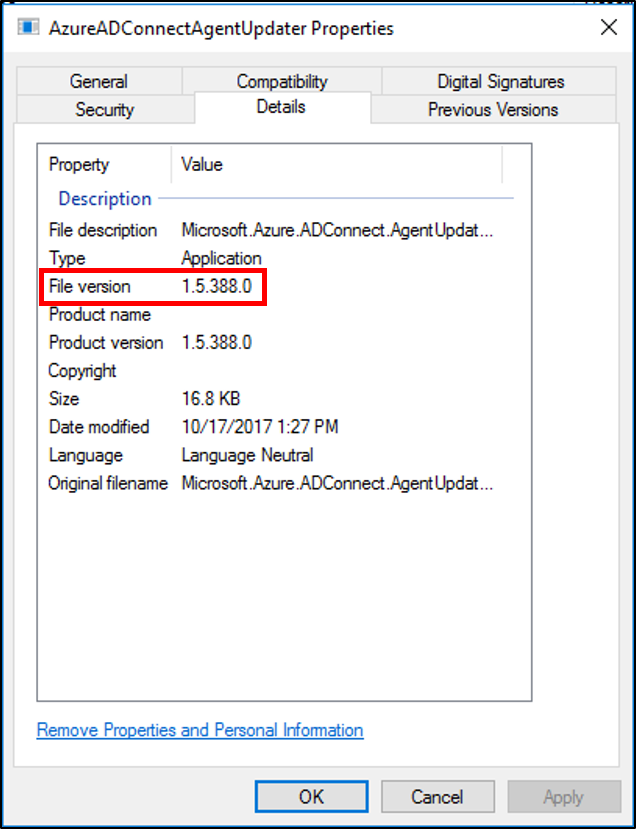 AzureADConnectAgentUpdater Properties
General Compatibility Digital Signatures
Security Details Previous Versions
Property Value
Description
File description Microsoft.Azure.ADConnect.AgentUpdat...
Type Application
File version 1.5.388.0
Product name
Product version 1.5.388.0
Copyright
Size 16.8 KB
Date modified 10/17/2017 1:27 PM
Language Language Neutral
Original filename Microsoft.Azure.ADConnect.AgentUpdat...
Remove Properties and Personal Information
OK Cancel Apply